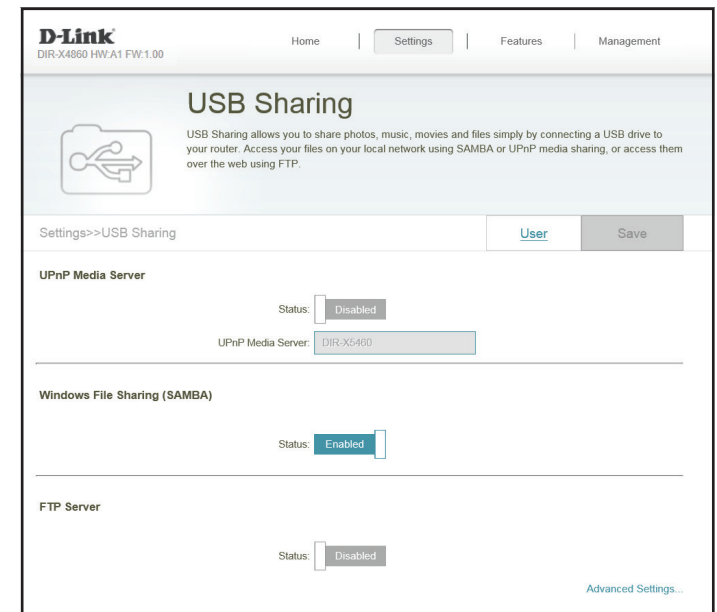 D-Link
DIR-X4860 HW:A1 FW:1.00
Home
Settings
Features
Management
USB Sharing
USB Sharing allows you to share photos, music, movies and files simply by connecting a USB drive to
your router. Access your files on your local network using SAMBA or UPnP media sharing, or access them
over the web using FTP.
Settings>>USB Sharing
User
Save
UPnP Media Server
Status: Disabled
UPnP Media Server: DIR-X5460
Windows File Sharing (SAMBA)
Status: Enabled
FTP Server
Status: Disabled
Advanced Settings...